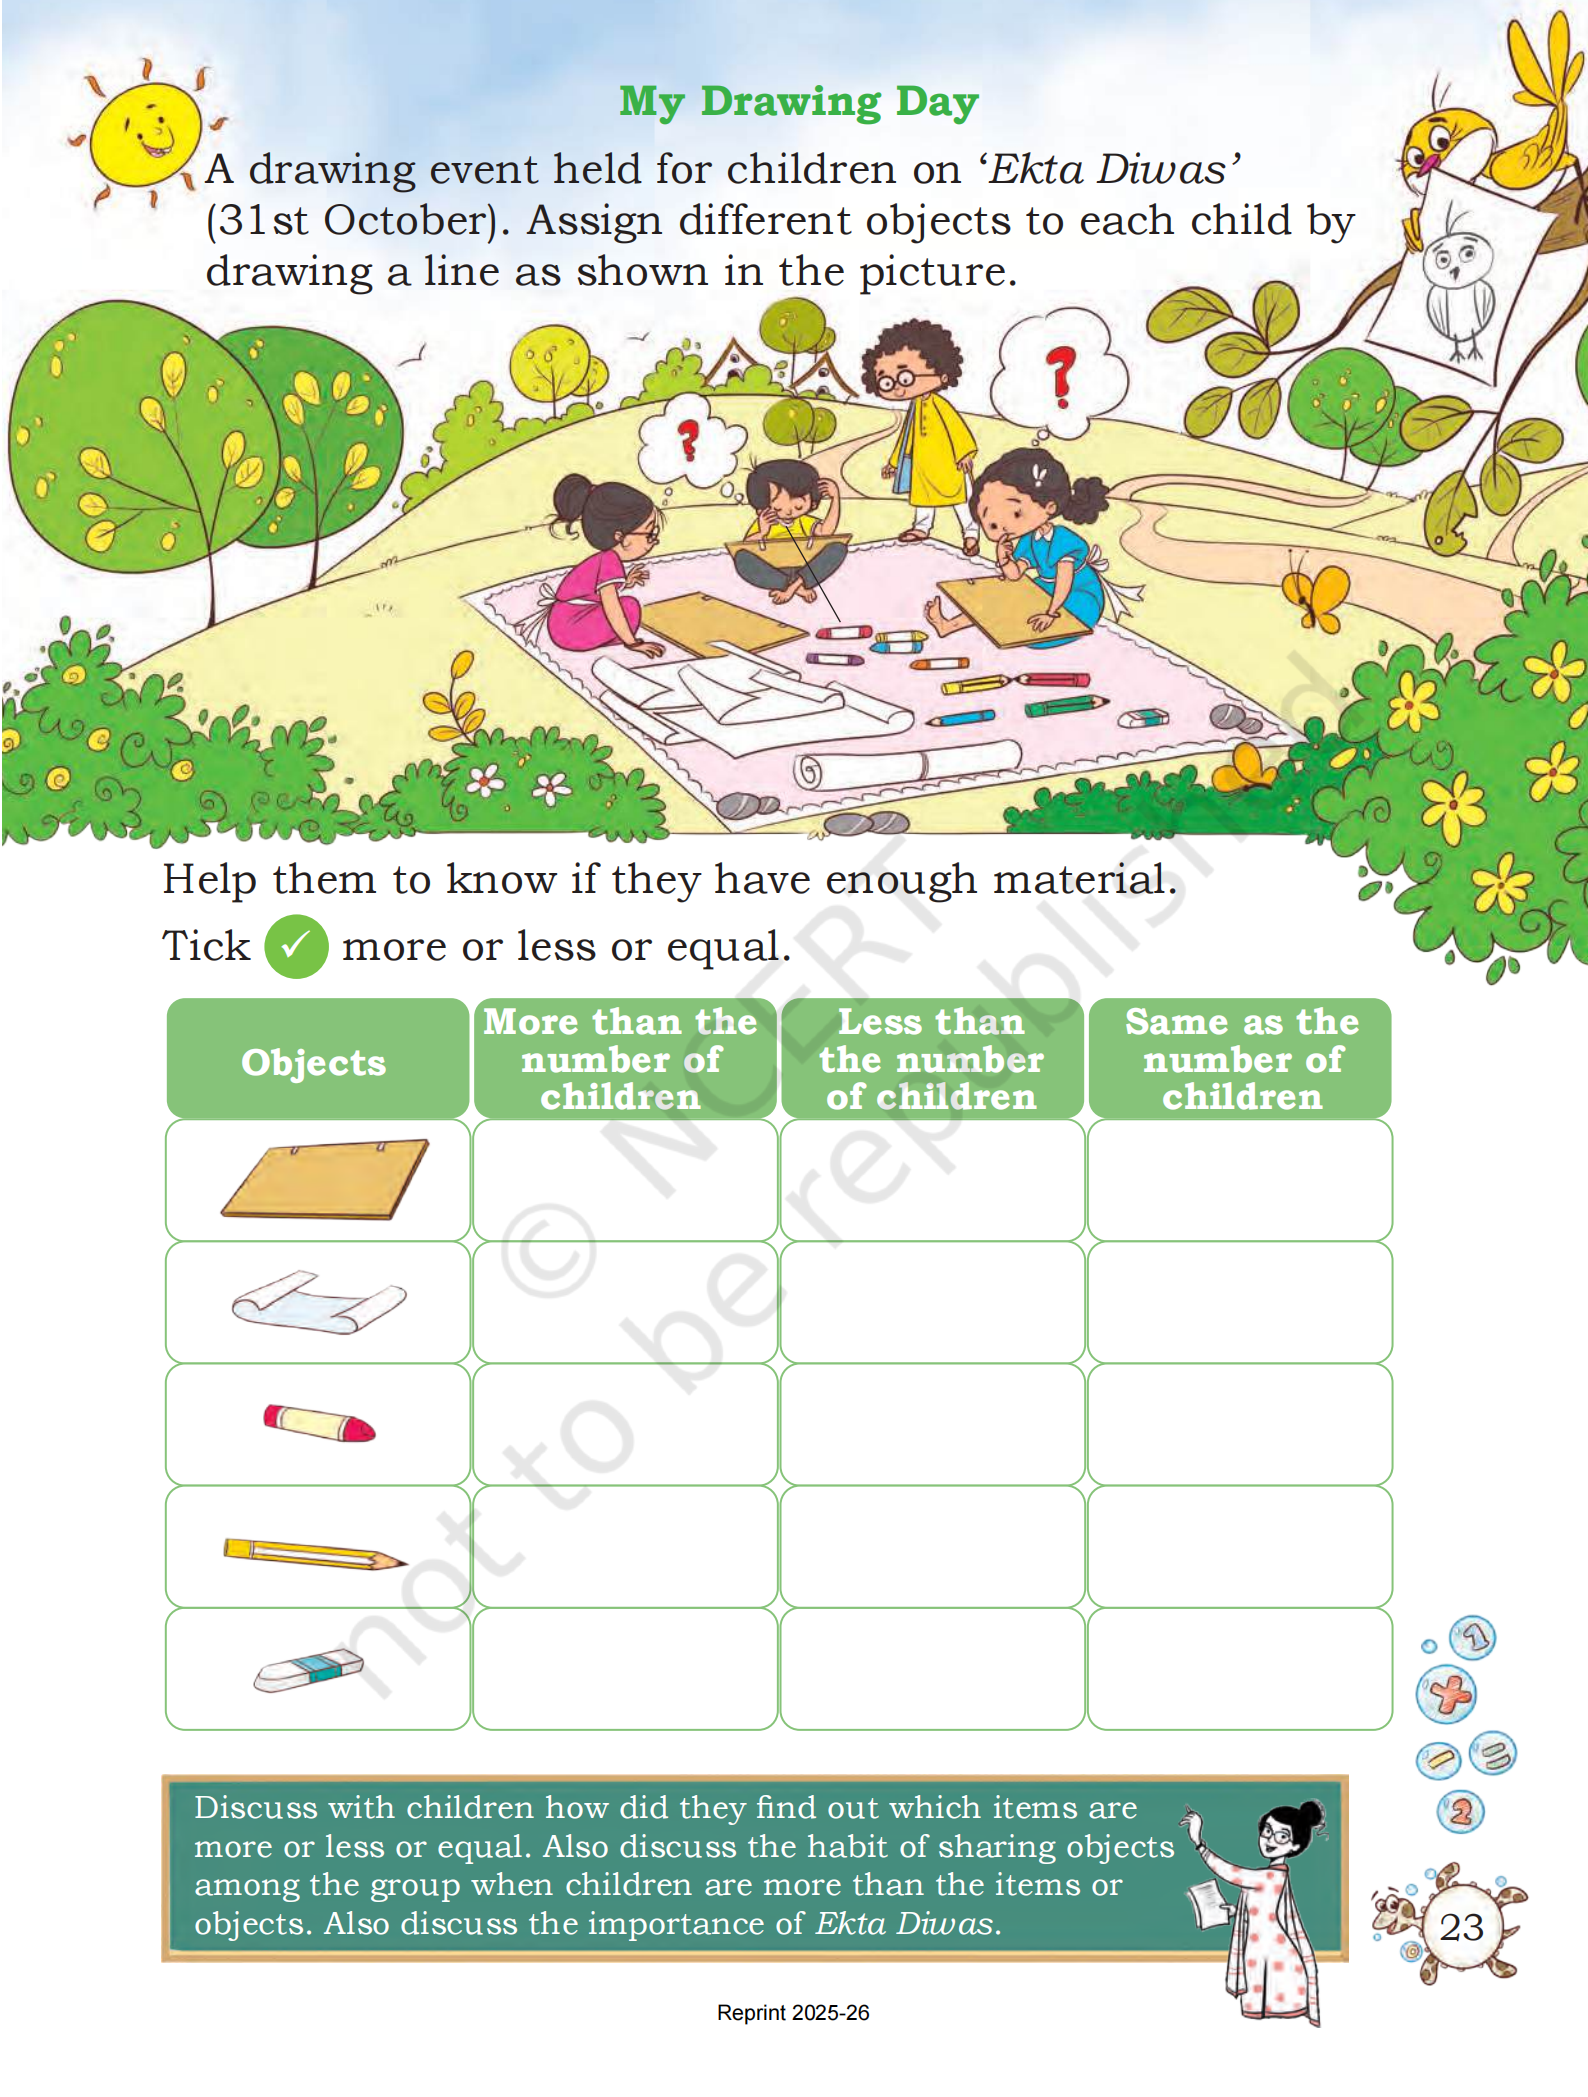 My Drawing Day
A drawing event held for children on ‘Ekta Diwas’
(31st October). Assign different objects to each child by
drawing a line as shown in the picture.
?
?
Help them to know if they have enough material.
Tick ✓ more or less or equal.
Objects
More than the
number of
children
Less than
the number
of children
Same as the
number of
children
© NCERT
not to be republished
1
2
Discuss with children how did they find out which items are
more or less or equal. Also discuss the habit of sharing objects
among the group when children are more than the items or
objects. Also discuss the importance of Ekta Diwas.
23
Reprint 2025-26